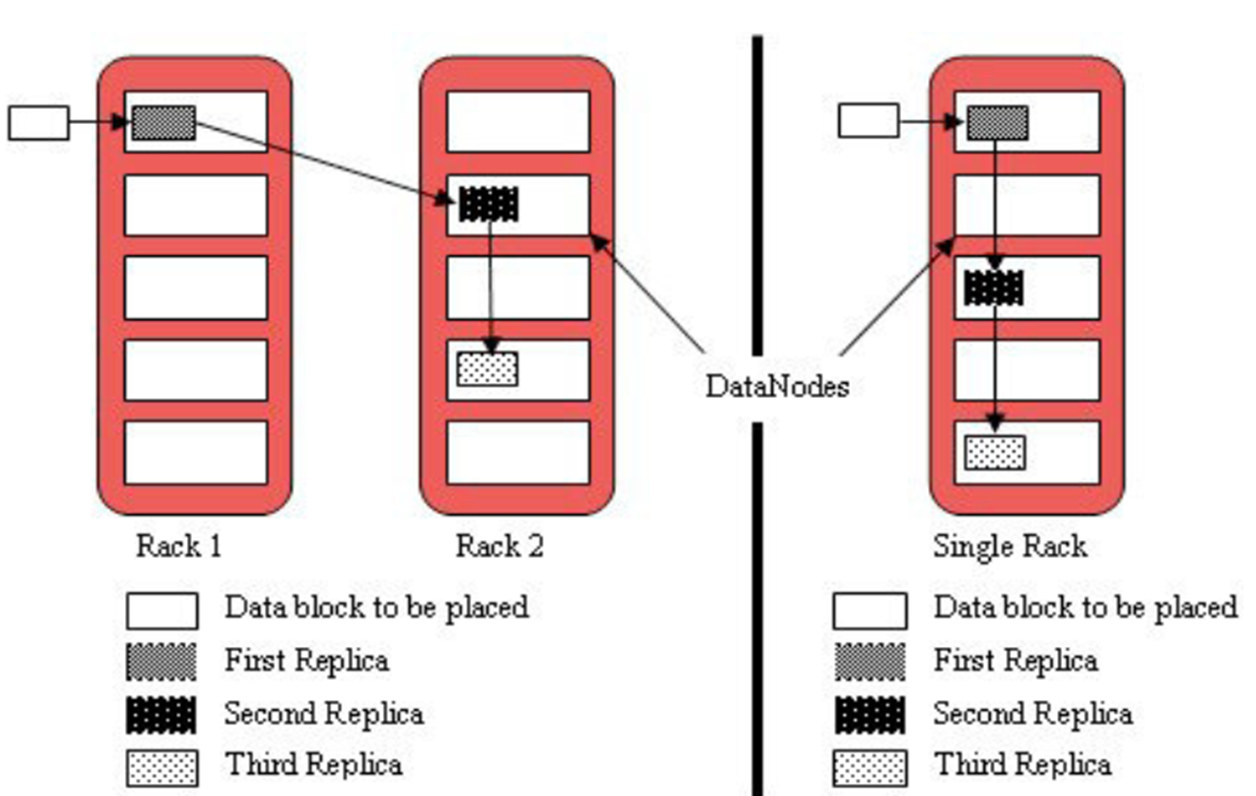 DataNodes
Rack 1
Rack 2
Single Rack
Data block to be placed
First Replica
Second Replica
Third Replica
Data block to be placed
First Replica
Second Replica
Third Replica